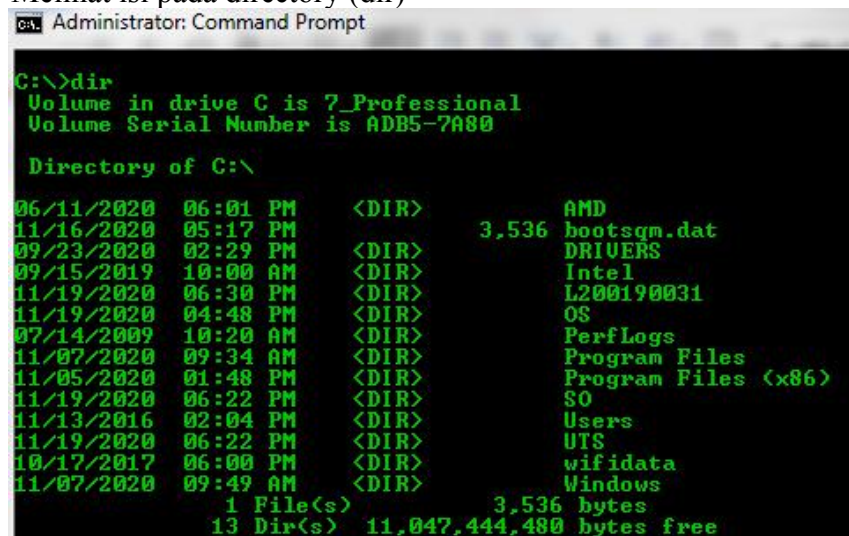 Melihat isi pada directory (dir)
Administrator: Command Prompt
C:\>dir
Volume in drive C is 7_Professional
Volume Serial Number is ADB5-7A80
Directory of C:\
06/11/2020 06:01 PM <DIR> AMD
11/16/2020 05:17 PM 3,536 bootsqm.dat
09/23/2020 02:29 PM <DIR> DRIVERS
09/15/2019 10:00 AM <DIR> Intel
11/19/2020 06:30 PM <DIR> L200190031
11/19/2020 04:48 PM <DIR> OS
07/14/2009 10:20 AM <DIR> PerfLogs
11/07/2020 09:34 AM <DIR> Program Files
11/05/2020 01:48 PM <DIR> Program Files (x86)
11/19/2020 06:22 PM <DIR> SO
11/13/2016 02:04 PM <DIR> Users
11/19/2020 06:22 PM <DIR> UTS
10/17/2017 06:00 PM <DIR> wifidata
11/07/2020 09:49 AM <DIR> Windows
1 File(s) 3,536 bytes
13 Dir(s) 11,047,444,480 bytes free